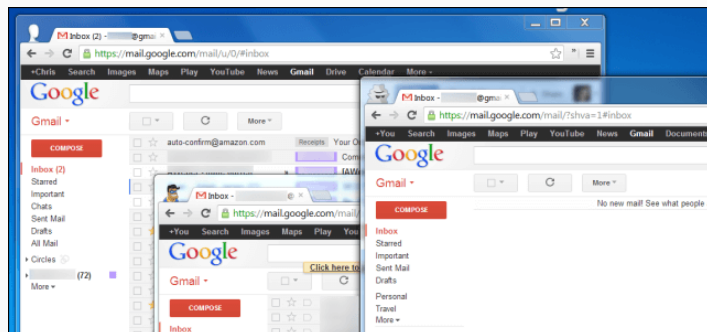 Inbox (2) -
@gmai
https://mail.google.com/mail/u/0/#inbox
+Chris Search Images Maps Play YouTube News Gmail Drive Calendar More
Google
Gmail
More
COMPOSE
auto-confirm@amazon.com
Receipts
Your
Inbox (2)
Starred
Important
Chats
Sent Mail
Drafts
All Mail
Circles
(72)
More
Inbox -
@
https://mail.google.com/mail/
+You Search Images Maps Play You
Google
Click here to
Gmail
COMPOSE
Inbox
Inbox -
@gma
https://mail.google.com/mail/?shva=1#inbox
+You Search Images Maps Play YouTube News Gmail Documents
Google
Gmail
More
COMPOSE
No new mail! See what people
Inbox
Starred
Important
Sent Mail
Drafts
Personal
Travel
More